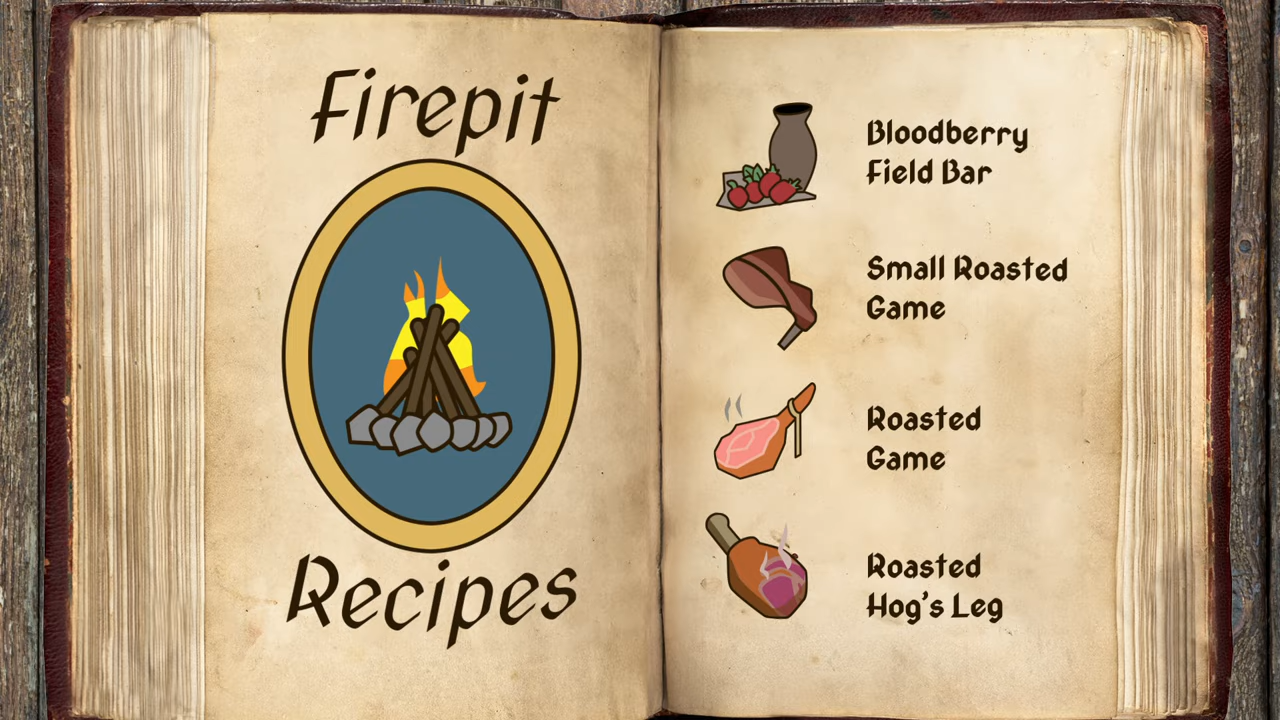 Firepit
Recipes
Bloodberry
Field Bar
Small Roasted
Game
Roasted
Game
Roasted
Hog's Leg